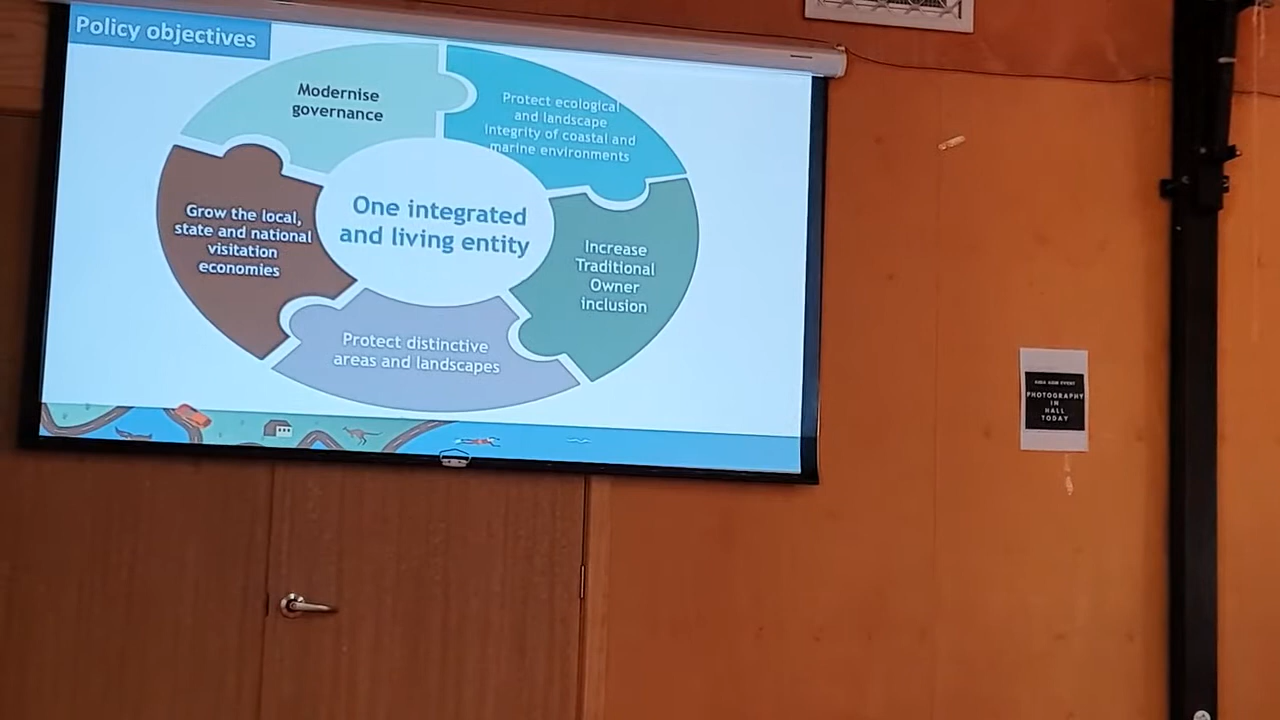 Policy objectives
Modernise
governance
Protect ecological
and landscape
integrity of coastal and
marine environments
Grow the local,
state and national
visitation
economies
One integrated
and living entity
Increase
Traditional
Owner
inclusion
Protect distinctive
areas and landscapes
PHOTOGRAPHY
IN
HALL
TODAY